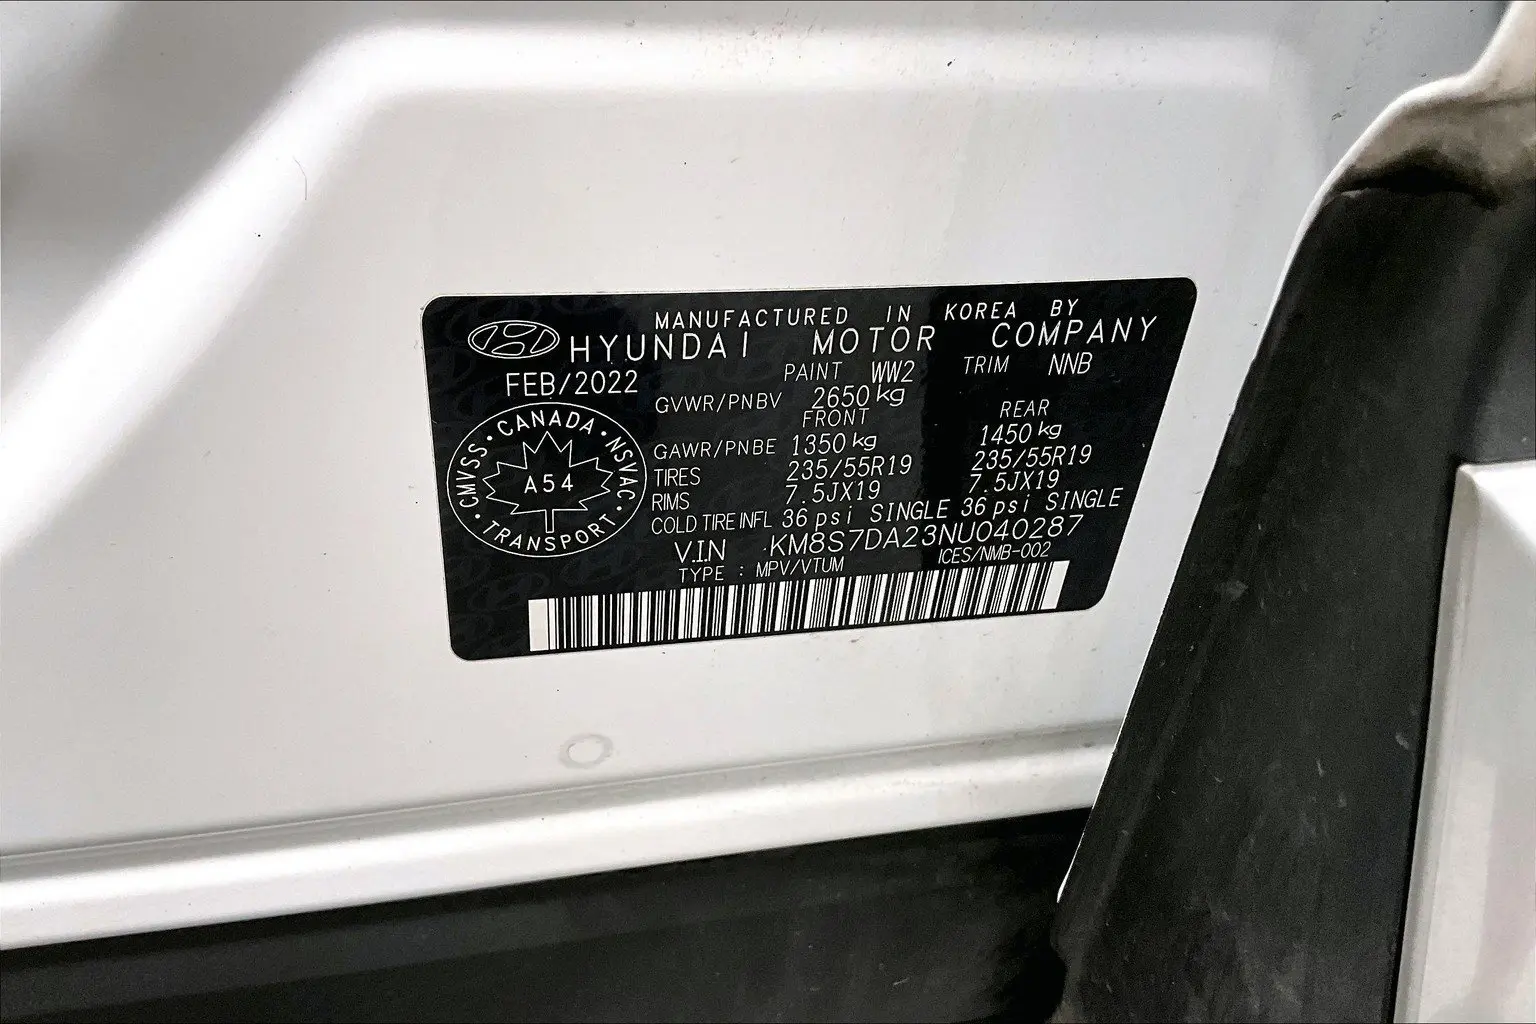 MANUFACTURED IN KOREA BY
HYUNDAI MOTOR COMPANY
FEB/2022 PAINT WW2 TRIM NNB
GVWR/PNBV 2650 kg
FRONT REAR
GAWR/PNBE 1350 kg 1450 kg
TIRES 235/55R19 235/55R19
RIMS 7.5JX19 7.5JX19
COLD TIRE INFL 36 psi SINGLE 36 psi SINGLE
V.I.N KM8S7DA23NU040287
TYPE : MPV/VTUM ICES/NMB-002
CANADA • NSVAC • TRANSPORT • CMVSS •
A54